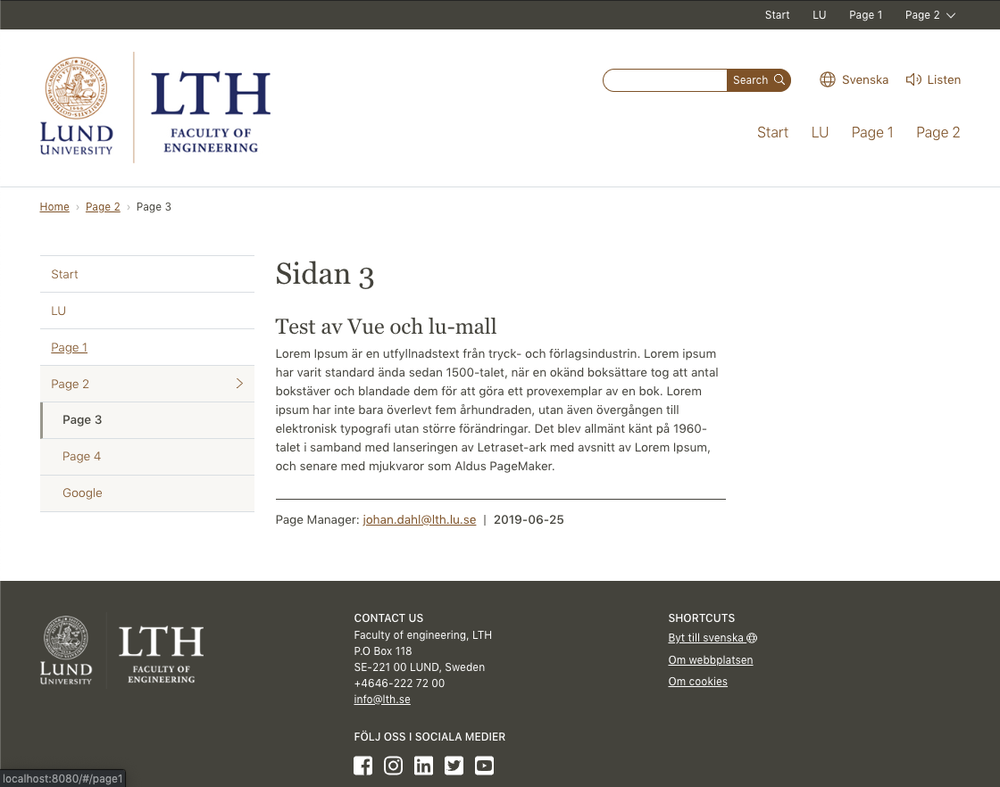 Start LU Page 1 Page 2
LUND
UNIVERSITY
LTH
FACULTY OF
ENGINEERING
Search Svenska Listen
Start LU Page 1 Page 2
Home › Page 2 › Page 3
Start
LU
Page 1
Page 2
Page 3
Page 4
Google
Sidan 3
Test av Vue och lu-mall
Lorem Ipsum är en utfyllnadstext från tryck- och förlagsindustrin. Lorem ipsum
har varit standard ända sedan 1500-talet, när en okänd boksättare tog att antal
bokstäver och blandade dem för att göra ett provexemplar av en bok. Lorem
ipsum har inte bara överlevt fem århundraden, utan även övergången till
elektronisk typografi utan större förändringar. Det blev allmänt känt på 1960-
talet i samband med lanseringen av Letraset-ark med avsnitt av Lorem Ipsum,
och senare med mjukvaror som Aldus PageMaker.
Page Manager: johan.dahl@lth.lu.se | 2019-06-25
LUND
UNIVERSITY
LTH
FACULTY OF
ENGINEERING
CONTACT US
Faculty of engineering, LTH
P.O Box 118
SE-221 00 LUND, Sweden
+4646-222 72 00
info@lth.se
FÖLJ OSS I SOCIALA MEDIER
SHORTCUTS
Byt till svenska
Om webbplatsen
Om cookies
localhost:8080/#/page1